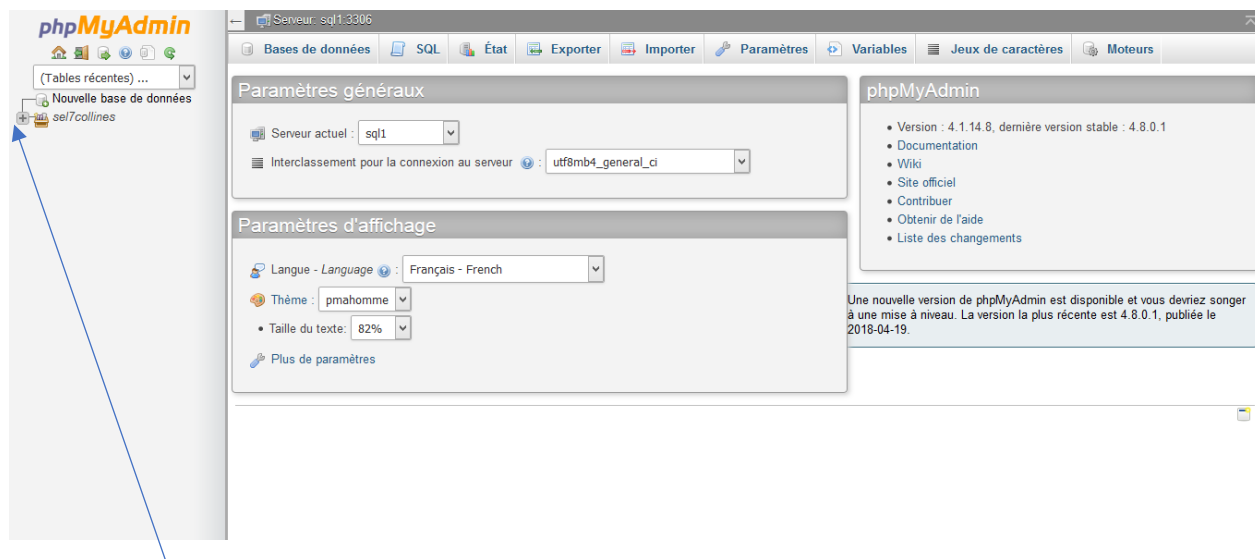 phpMyAdmin
(Tables récentes) ...
Nouvelle base de données
sel7collines
Serveur: sql1:3306
Bases de données SQL État Exporter Importer Paramètres Variables Jeux de caractères Moteurs
Paramètres généraux
Serveur actuel : sql1
Interclassement pour la connexion au serveur : utf8mb4_general_ci
Paramètres d'affichage
Langue - Language : Français - French
Thème : pmahomme
• Taille du texte: 82%
Plus de paramètres
phpMyAdmin
• Version : 4.1.14.8, dernière version stable : 4.8.0.1
• Documentation
• Wiki
• Site officiel
• Contribuer
• Obtenir de l'aide
• Liste des changements
Une nouvelle version de phpMyAdmin est disponible et vous devriez songer
à une mise à niveau. La version la plus récente est 4.8.0.1, publiée le
2018-04-19.